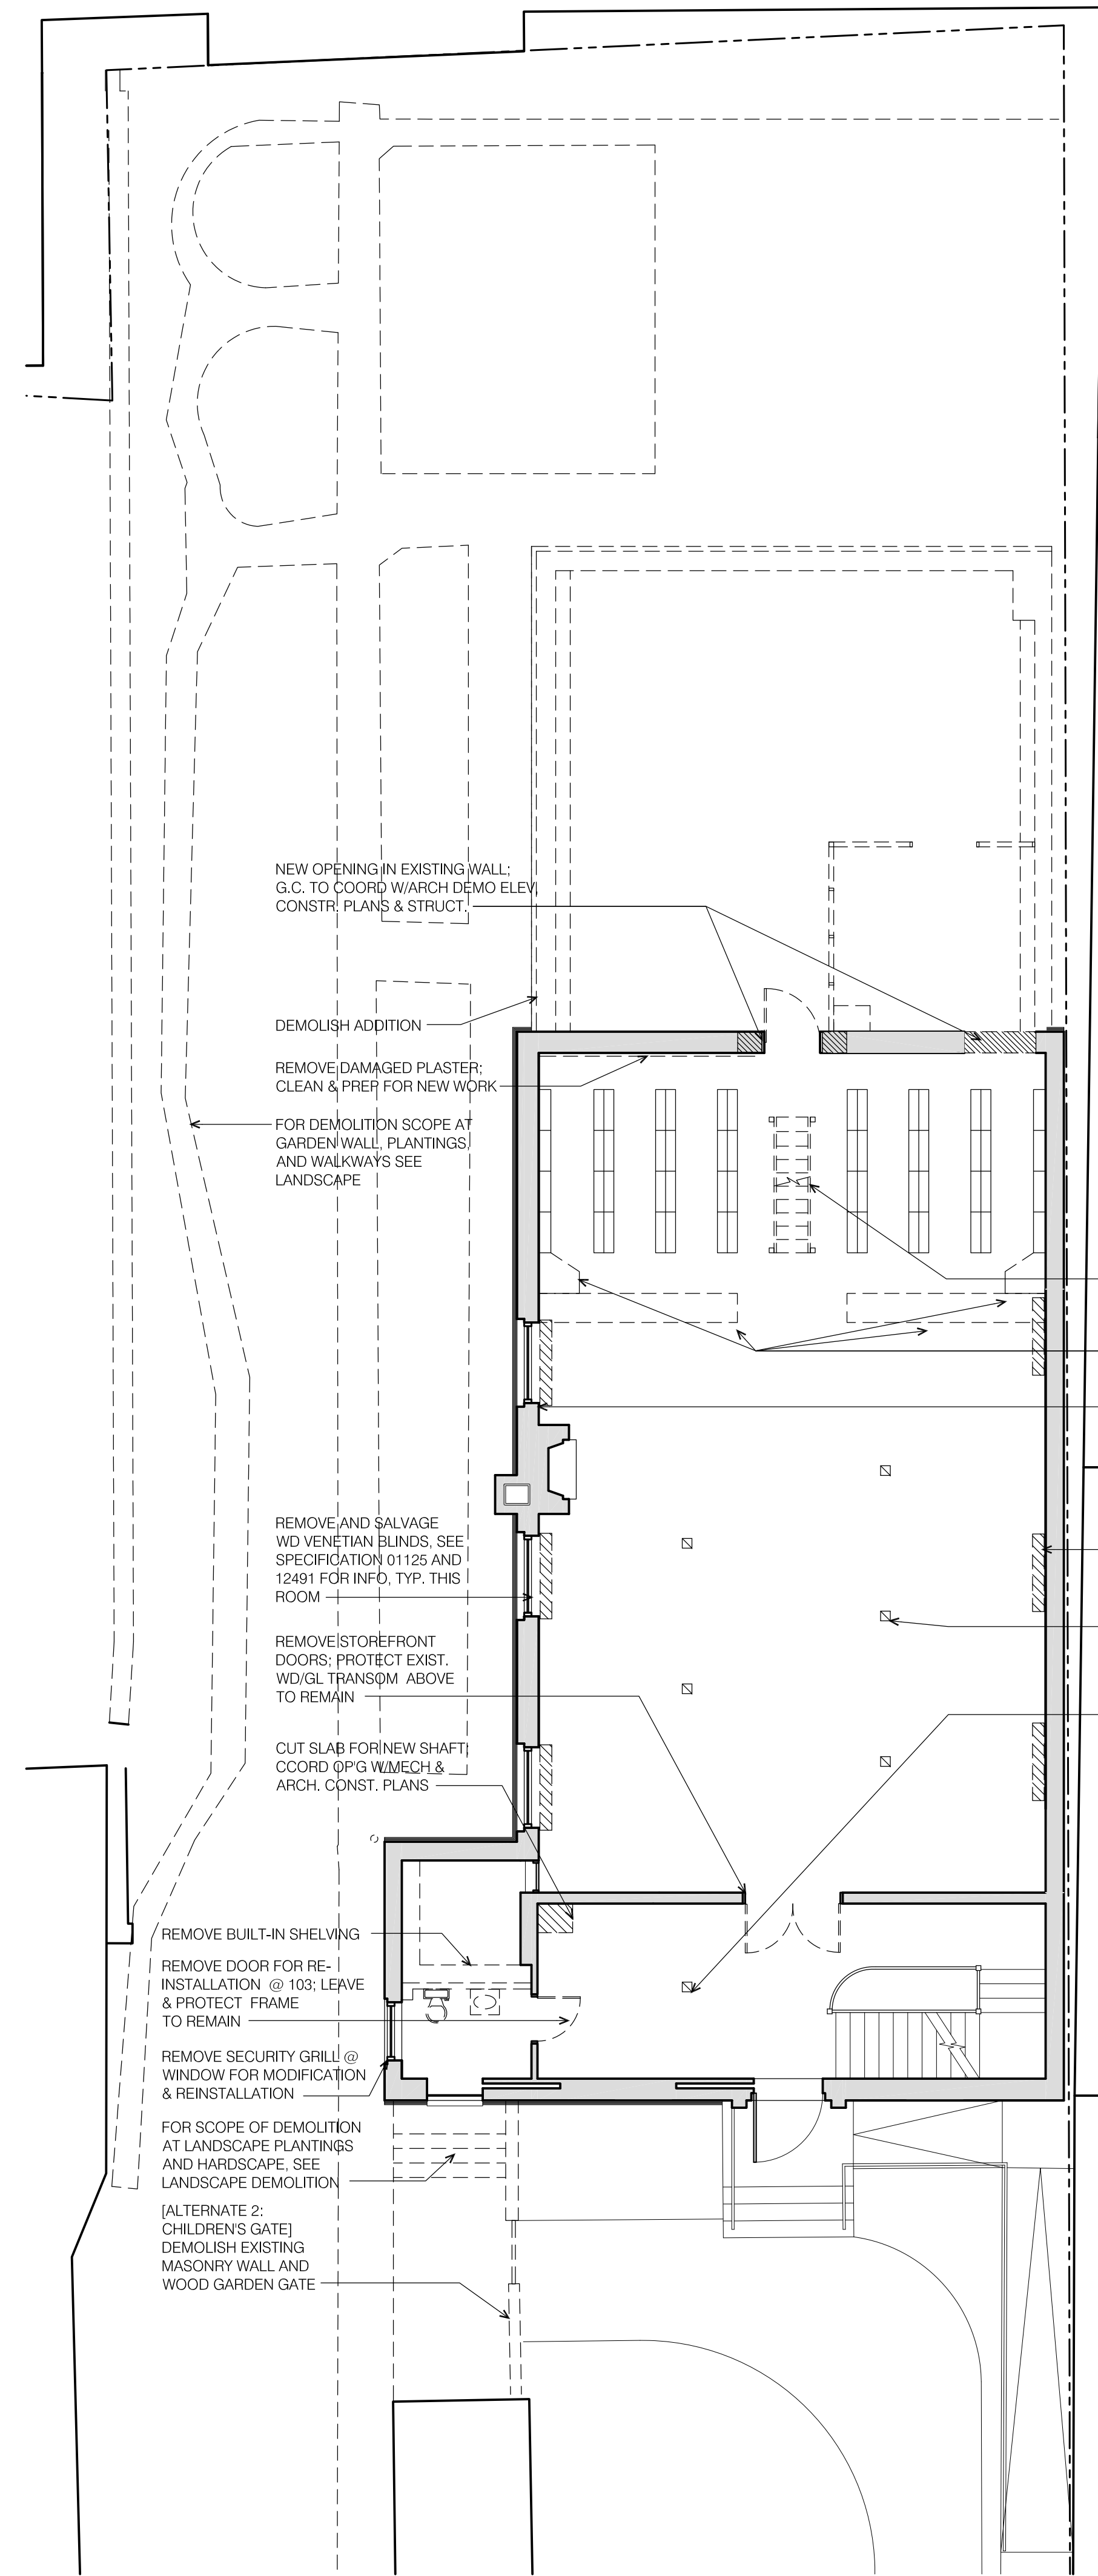 NEW OPENING IN EXISTING WALL;
G.C. TO COORD W/ARCH DEMO ELEV,
CONSTR. PLANS & STRUCT.
DEMOLISH ADDITION
REMOVE DAMAGED PLASTER;
CLEAN & PREP FOR NEW WORK
FOR DEMOLITION SCOPE AT
GARDEN WALL, PLANTINGS,
AND WALKWAYS SEE
LANDSCAPE
REMOVE AND SALVAGE
WD VENETIAN BLINDS, SEE
SPECIFICATION 01125 AND
12491 FOR INFO, TYP. THIS
ROOM
REMOVE STOREFRONT
DOORS; PROTECT EXIST.
WD/GL TRANSOM ABOVE
TO REMAIN
CUT SLAB FOR NEW SHAFT;
CCORD OP'G W/MECH &
ARCH. CONST. PLANS
REMOVE BUILT-IN SHELVING
REMOVE DOOR FOR RE-
INSTALLATION @ 103; LEAVE
& PROTECT FRAME
TO REMAIN
REMOVE SECURITY GRILL @
WINDOW FOR MODIFICATION
& REINSTALLATION
FOR SCOPE OF DEMOLITION
AT LANDSCAPE PLANTINGS
AND HARDSCAPE, SEE
LANDSCAPE DEMOLITION
[ALTERNATE 2:
CHILDREN'S GATE]
DEMOLISH EXISTING
MASONRY WALL AND
WOOD GARDEN GATE